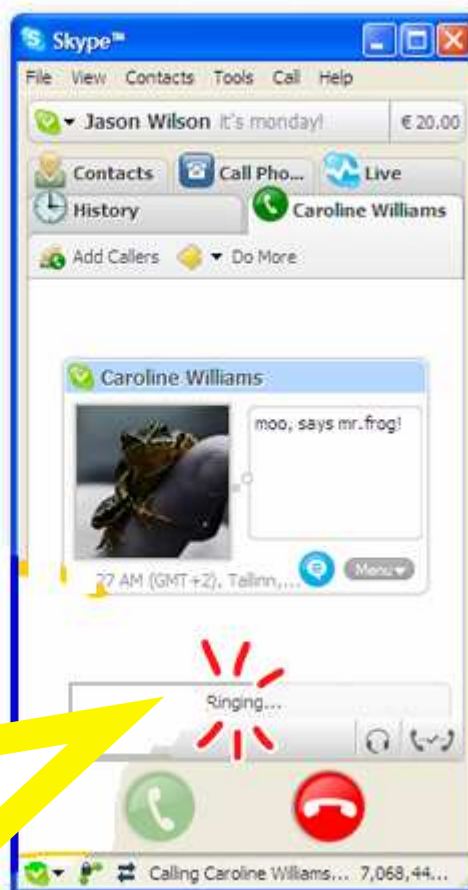 Skype™
File View Contacts Tools Call Help
Jason Wilson it's monday! € 20.00
Contacts Call Pho... Live
History Caroline Williams
Add Callers Do More
Caroline Williams
moo, says mr.frog!
27 AM (GMT+2), Tallinn,...
Menu
Ringing...
Calling Caroline Williams... 7,068,44...